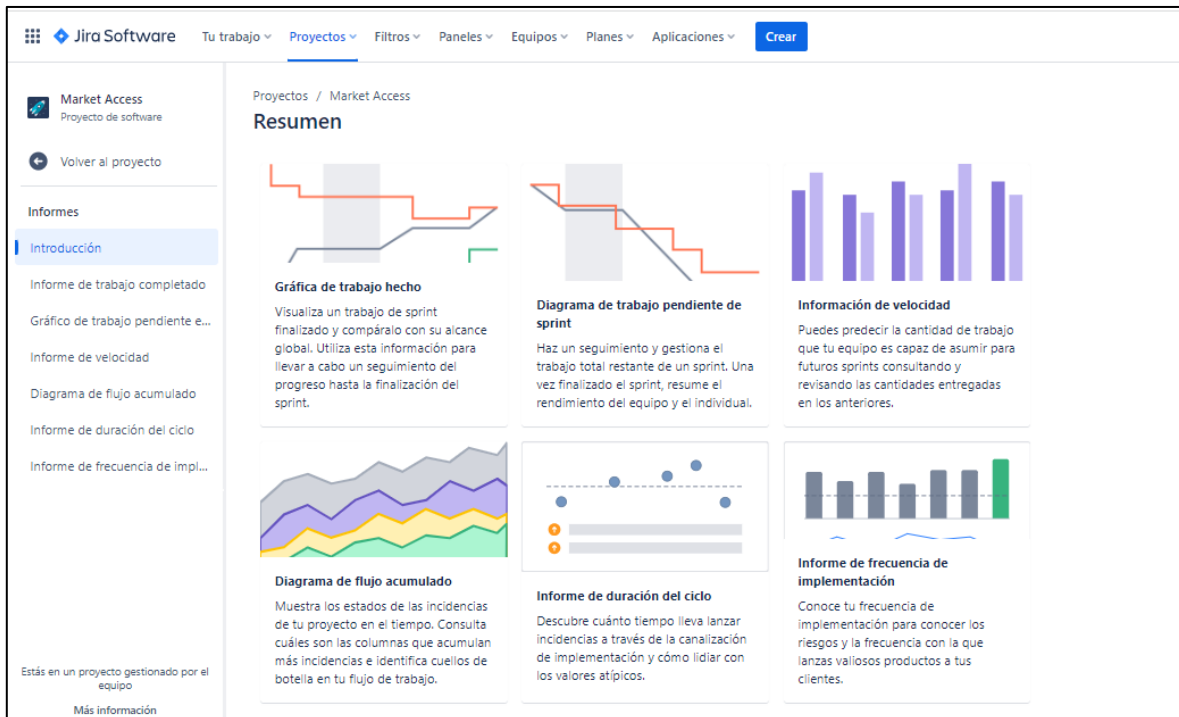 Jira Software
Tu trabajo
Proyectos
Filtros
Paneles
Equipos
Planes
Aplicaciones
Crear
Market Access
Proyecto de software
Volver al proyecto
Informes
Introducción
Informe de trabajo completado
Gráfico de trabajo pendiente e...
Informe de velocidad
Diagrama de flujo acumulado
Informe de duración del ciclo
Informe de frecuencia de impl...
Estás en un proyecto gestionado por el
equipo
Más información
Proyectos / Market Access
Resumen
Gráfica de trabajo hecho
Visualiza un trabajo de sprint
finalizado y compáralo con su alcance
global. Utiliza esta información para
llevar a cabo un seguimiento del
progreso hasta la finalización del
sprint.
Diagrama de trabajo pendiente de
sprint
Haz un seguimiento y gestiona el
trabajo total restante de un sprint. Una
vez finalizado el sprint, resume el
rendimiento del equipo y el individual.
Información de velocidad
Puedes predecir la cantidad de trabajo
que tu equipo es capaz de asumir para
futuros sprints consultando y
revisando las cantidades entregadas
en los anteriores.
Diagrama de flujo acumulado
Muestra los estados de las incidencias
de tu proyecto en el tiempo. Consulta
cuáles son las columnas que acumulan
más incidencias e identifica cuellos de
botella en tu flujo de trabajo.
Informe de duración del ciclo
Descubre cuánto tiempo lleva lanzar
incidencias a través de la canalización
de implementación y cómo lidiar con
los valores atípicos.
Informe de frecuencia de
implementación
Conoce tu frecuencia de
implementación para conocer los
riesgos y la frecuencia con la que
lanzas valiosos productos a tus
clientes.